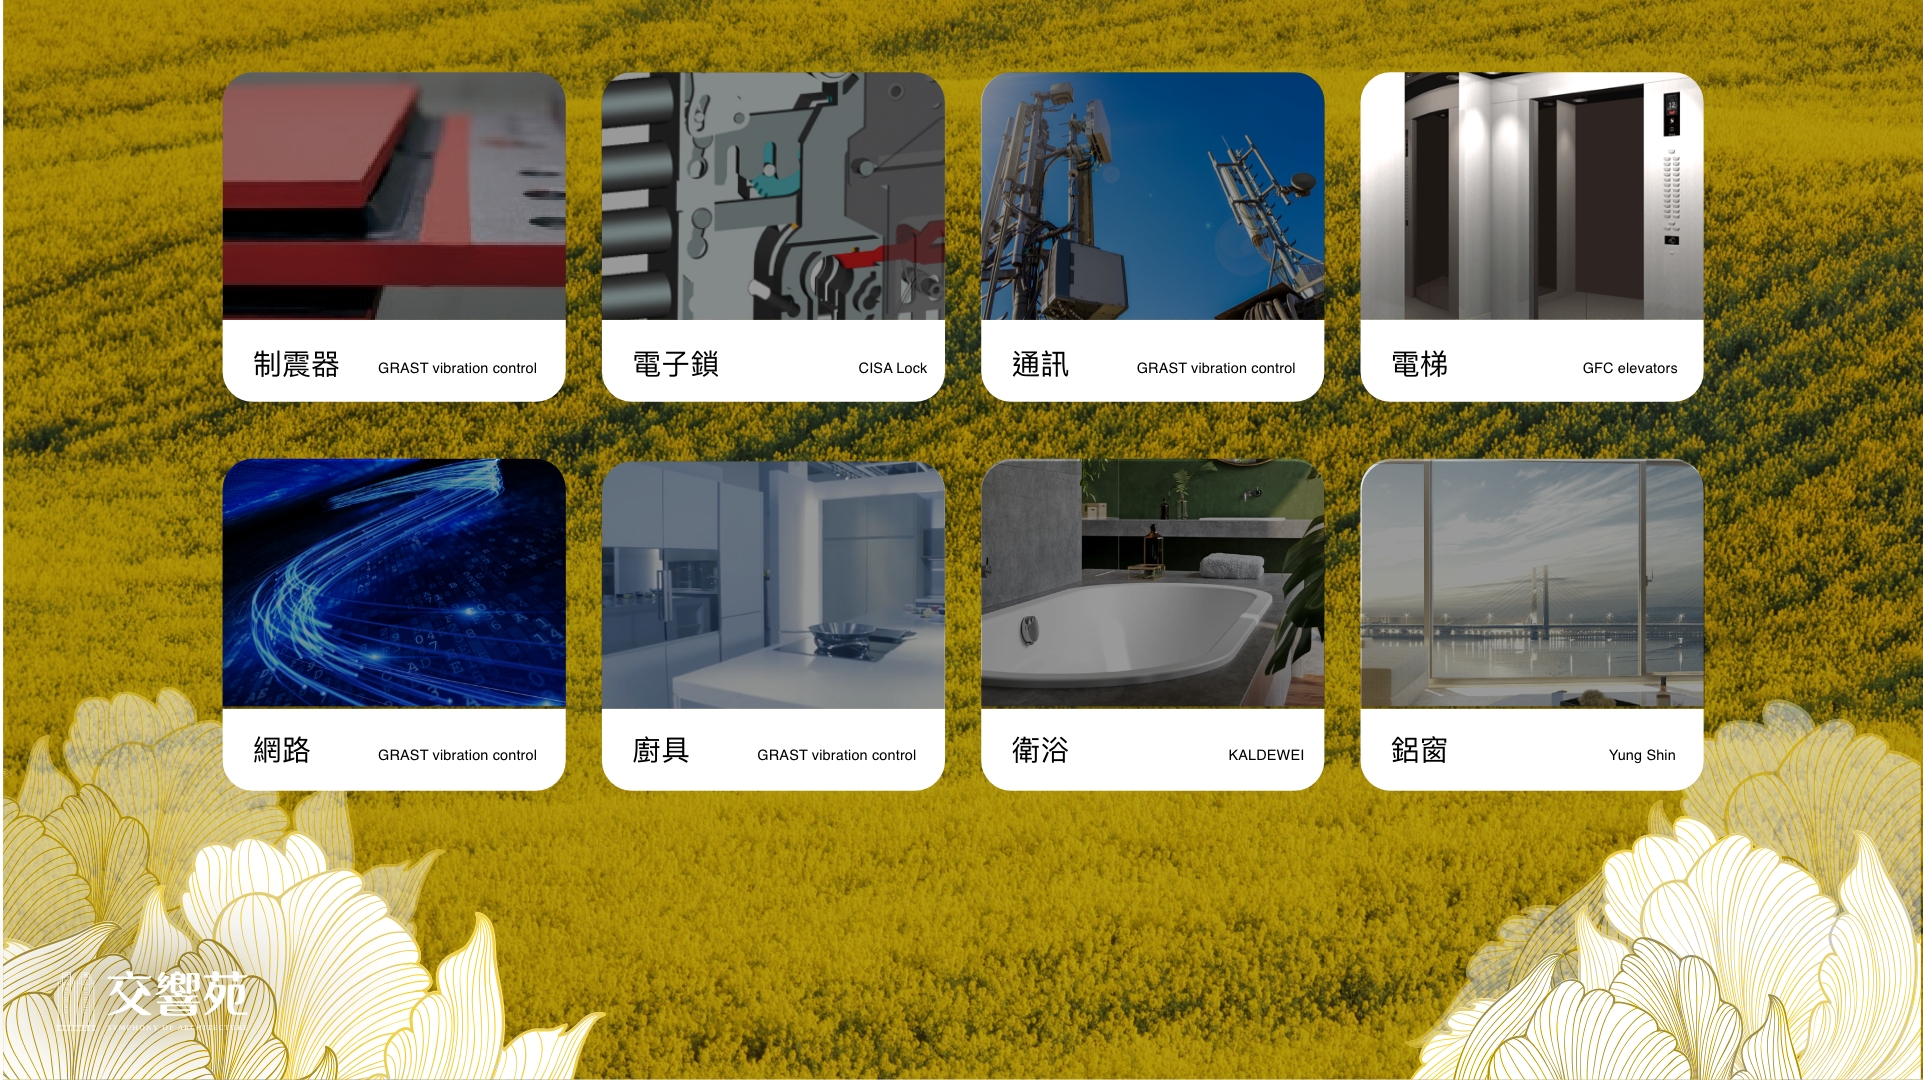 制震器 GRAST vibration control
電子鎖 CISA Lock
通訊 GRAST vibration control
電梯 GFC elevators
網路 GRAST vibration control
廚具 GRAST vibration control
衛浴 KALDEWEI
鋁窗 Yung Shin
交響苑